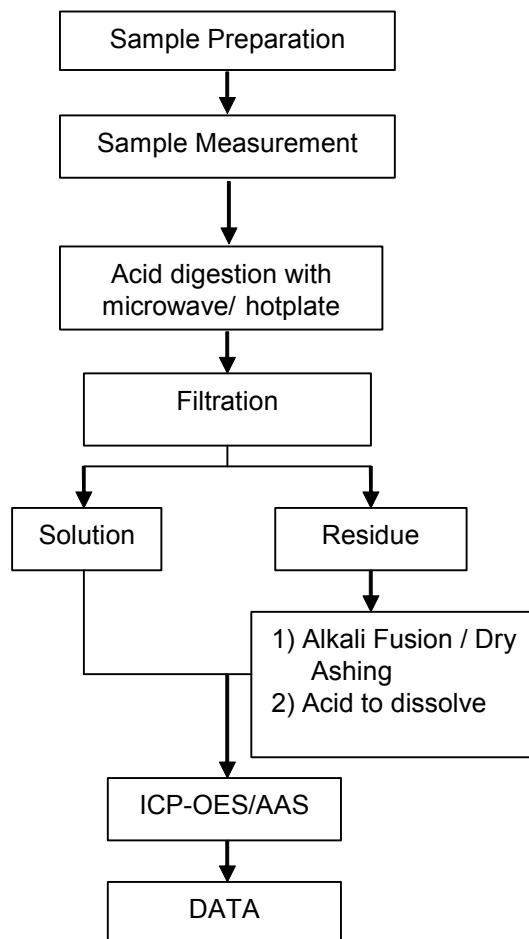 Sample Preparation
Sample Measurement
Acid digestion with
microwave/ hotplate
Filtration
Solution
Residue
1) Alkali Fusion / Dry
Ashing
2) Acid to dissolve
ICP-OES/AAS
DATA